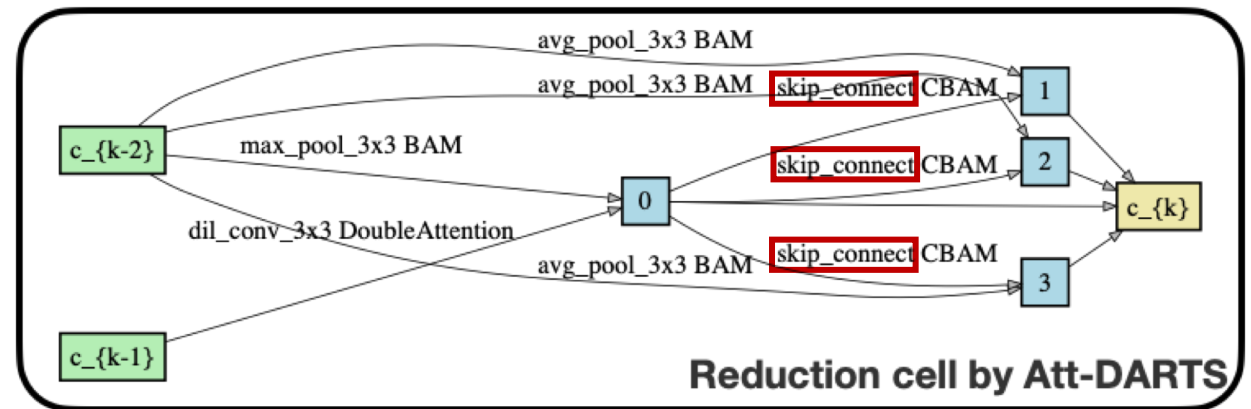 avg_pool_3x3 BAM
avg_pool_3x3 BAM
skip_connect CBAM
1
c_{k-2}
max_pool_3x3 BAM
skip_connect CBAM
2
0
c_{k}
dil_conv_3x3 DoubleAttention
avg_pool_3x3 BAM
skip_connect CBAM
3
c_{k-1}
Reduction cell by Att-DARTS